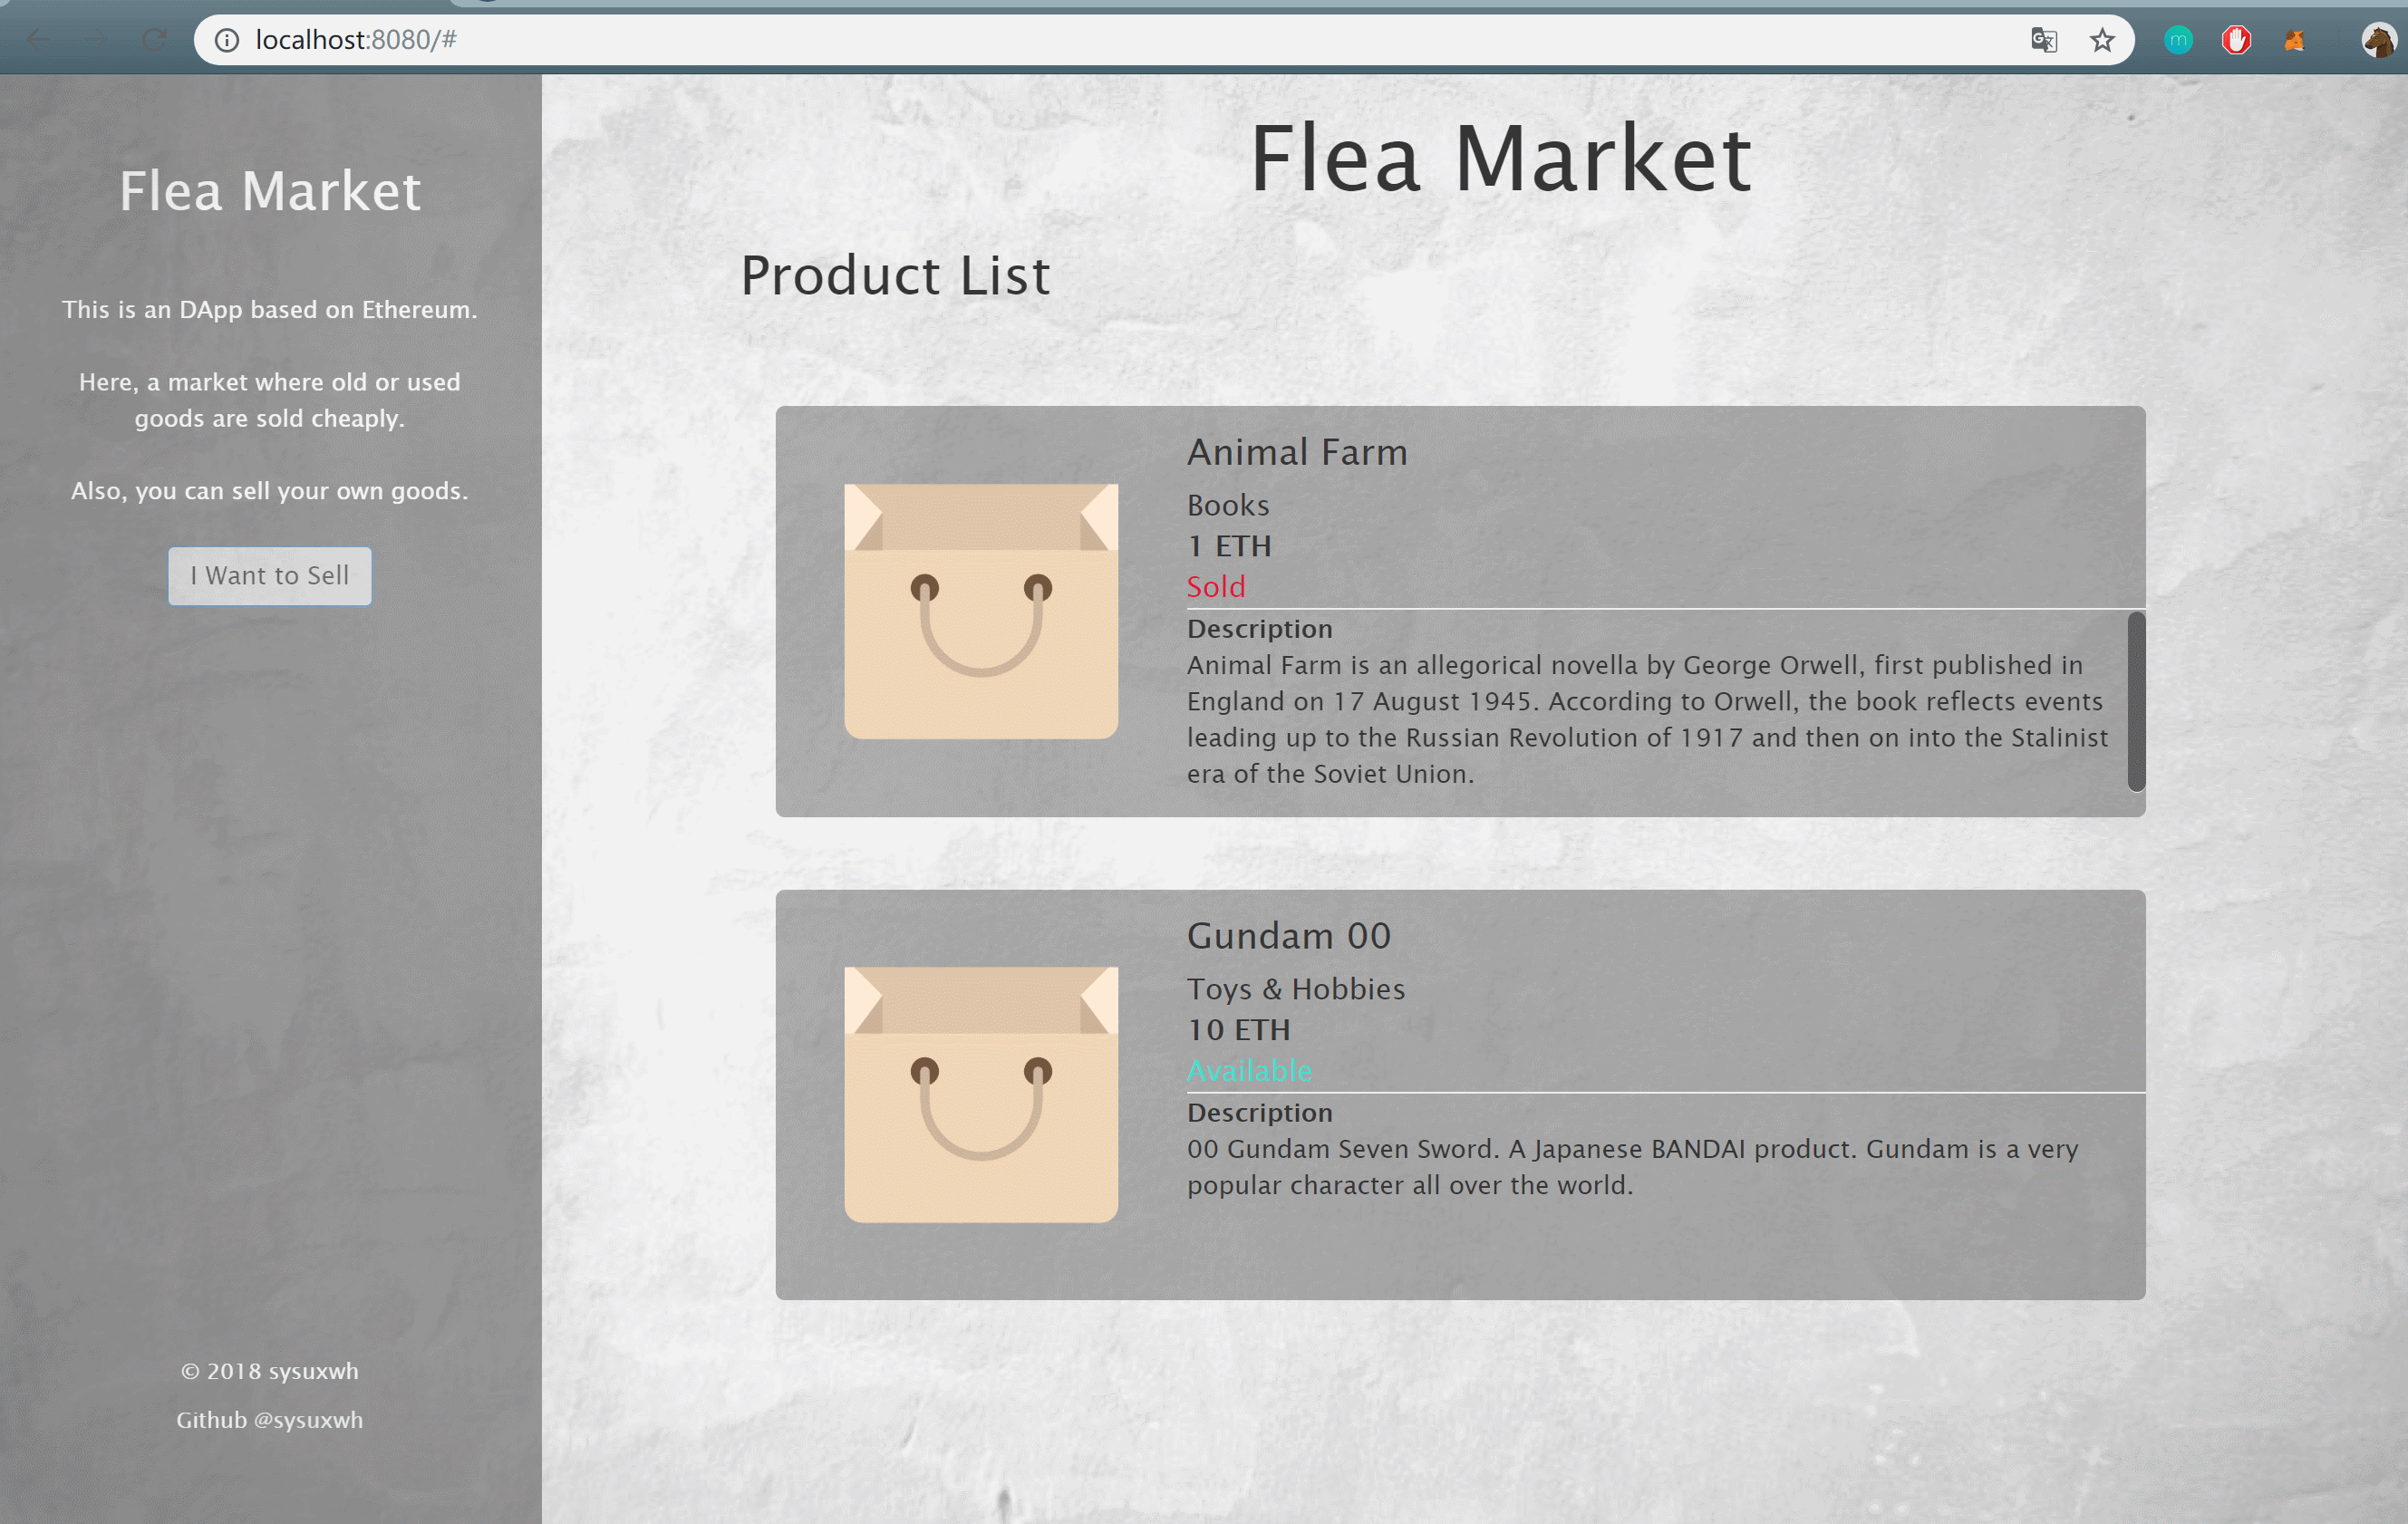 localhost:8080/#
Flea Market
This is an DApp based on Ethereum.
Here, a market where old or used
goods are sold cheaply.
Also, you can sell your own goods.
I Want to Sell
© 2018 sysuxwh
Github @sysuxwh
Flea Market
Product List
Animal Farm
Books
1 ETH
Sold
Description
Animal Farm is an allegorical novella by George Orwell, first published in
England on 17 August 1945. According to Orwell, the book reflects events
leading up to the Russian Revolution of 1917 and then on into the Stalinist
era of the Soviet Union.
Gundam 00
Toys & Hobbies
10 ETH
Available
Description
00 Gundam Seven Sword. A Japanese BANDAI product. Gundam is a very
popular character all over the world.